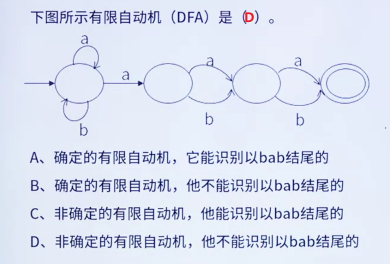 下图所示有限自动机（DFA）是（D）。
a
a
a
a
b
b
b
A、确定的有限自动机，它能识别以bab结尾的
B、确定的有限自动机，他不能识别以bab结尾的
C、非确定的有限自动机，他能识别以bab结尾的
D、非确定的有限自动机，他不能识别以bab结尾的